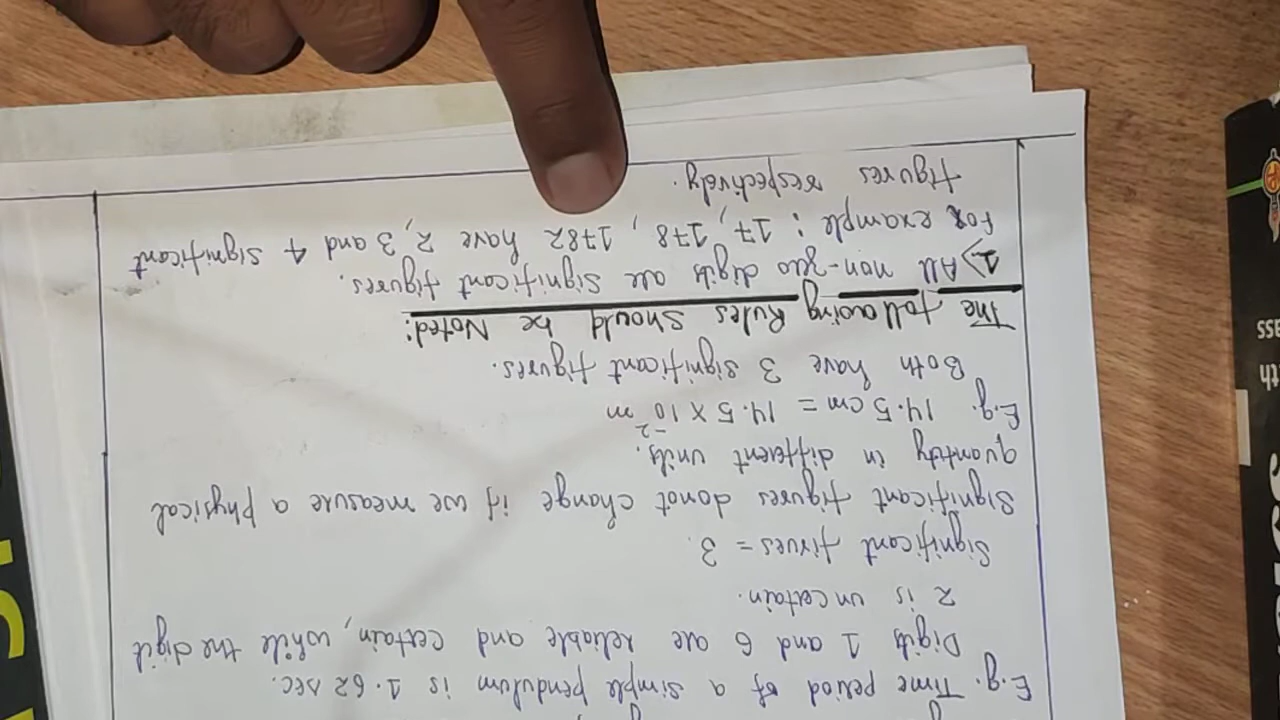 E.g. Time period of a simple pendulum is 1.62 sec.
Digits 1 and 6 are reliable and certain, while the digit
2 is uncertain.
Significant firues = 3.
Significant figures donot change if we measure a physical
quantity in different units.
E.g. 14.5 cm = 14.5 × 10⁻² m
Both have 3 significant figures.
The following Rules should be Noted:
1) All non-zero digits are significant figures.
For example : 17, 178, 1782 have 2, 3 and 4 significant
figures respectively.